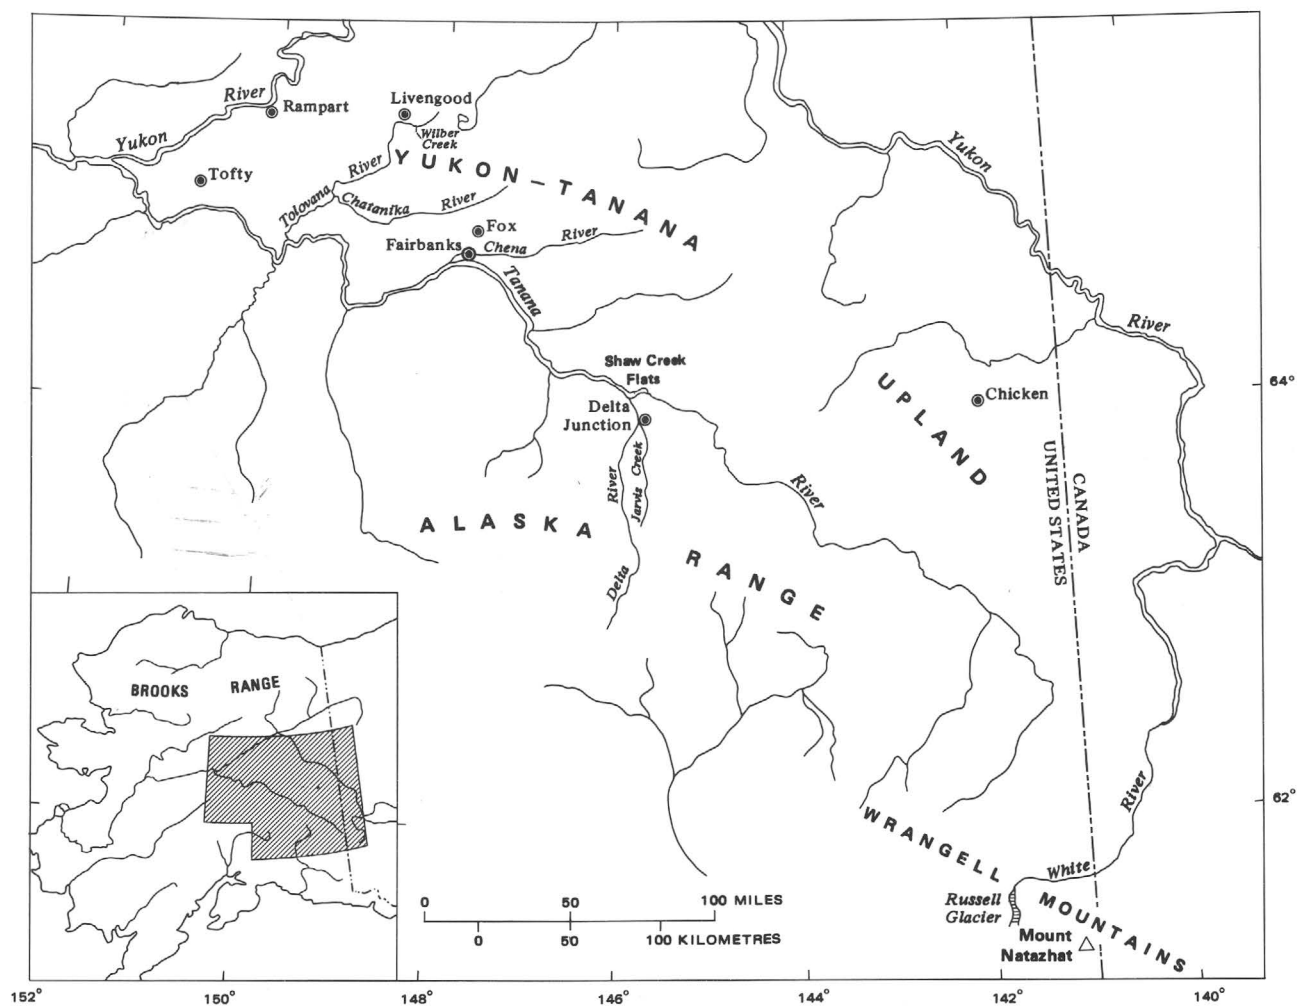 Livengood
River
Rampart
Wilber
Creek
Yukon
Yukon
River
YUKON-TANANA
Tofty
Tolovana
Chatanika
River
Fox
Fairbanks
Chena
River
Tanana
River
Shaw Creek
Flats
64°
UPLAND
Chicken
Delta
Junction
River
Jarvis Creek
River
CANADA
UNITED STATES
ALASKA
RANGE
Delta
BROOKS RANGE
62°
River
WRANGELL
White
0 50 100 MILES
Russell
Glacier
MOUNTAINS
0 50 100 KILOMETRES
Mount
Natazhat
152° 150° 148° 146° 144° 142° 140°